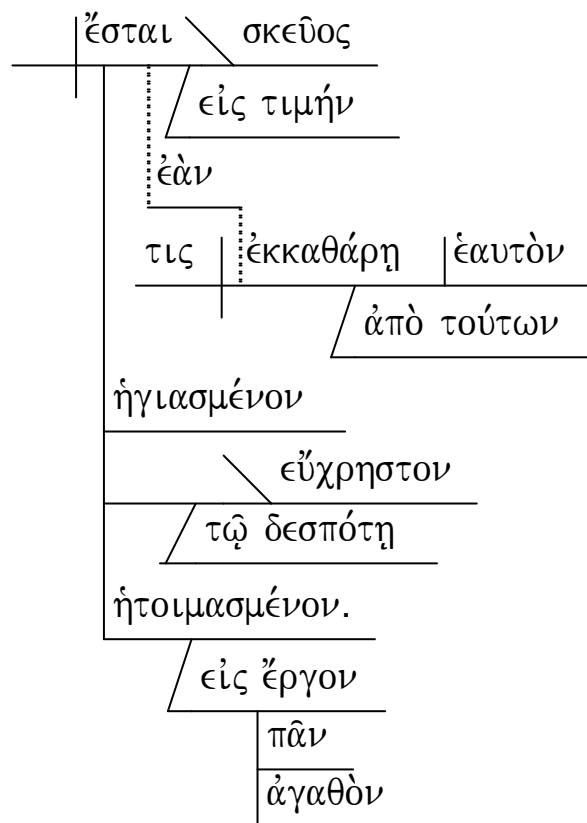 ἔσται σκεῦος
εἰς τιμήν
ἐὰν
τις ἐκκαθάρῃ ἑαυτὸν
ἀπὸ τούτων
ἡγιασμένον
εὔχρηστον
τῷ δεσπότῃ
ἡτοιμασμένον.
εἰς ἔργον
πᾶν
ἀγαθὸν